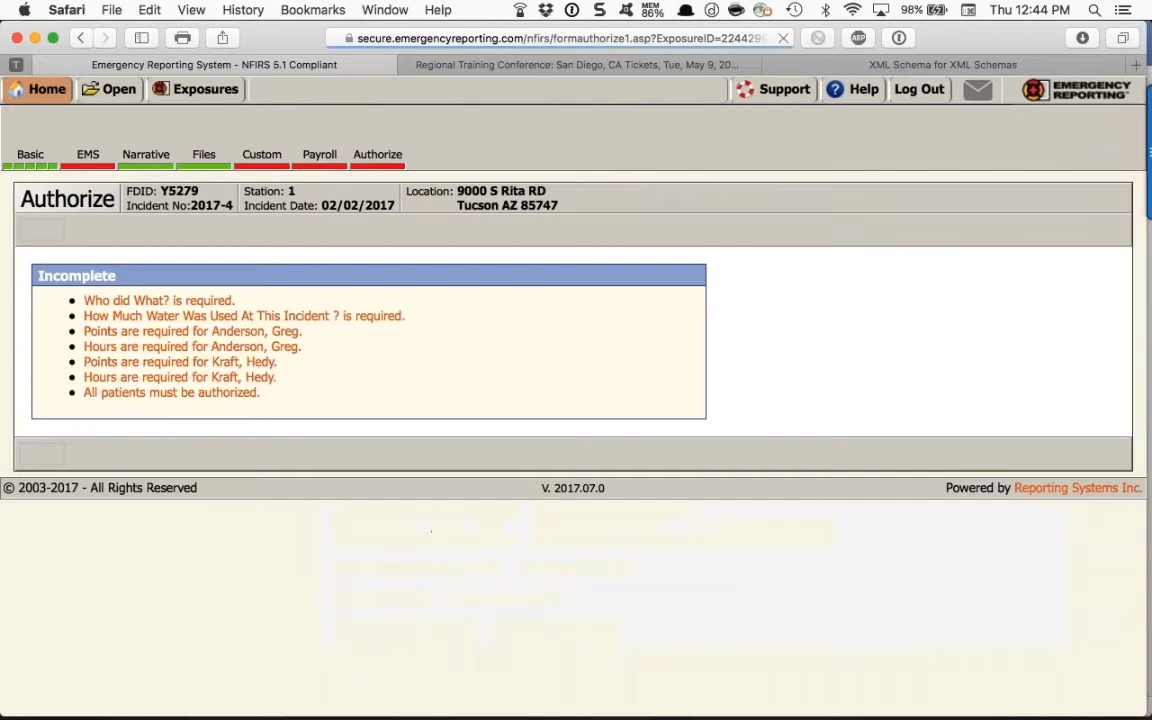 Safari File Edit View History Bookmarks Window Help MEM 86% 98% Thu 12:44 PM
secure.emergencyreporting.com/nfirs/formauthorize1.asp?ExposureID=2244299
T Emergency Reporting System - NFIRS 5.1 Compliant Regional Training Conference: San Diego, CA Tickets, Tue, May 9, 20... XML Schema for XML Schemas
Home Open Exposures Support ? Help Log Out EMERGENCY REPORTING
Basic EMS Narrative Files Custom Payroll Authorize
Authorize
FDID: Y5279 Station: 1 Location: 9000 S Rita RD
Incident No:2017-4 Incident Date: 02/02/2017 Tucson AZ 85747
Incomplete
• Who did What? is required.
• How Much Water Was Used At This Incident ? is required.
• Points are required for Anderson, Greg.
• Hours are required for Anderson, Greg.
• Points are required for Kraft, Hedy.
• Hours are required for Kraft, Hedy.
• All patients must be authorized.
© 2003-2017 - All Rights Reserved V. 2017.07.0 Powered by Reporting Systems Inc.